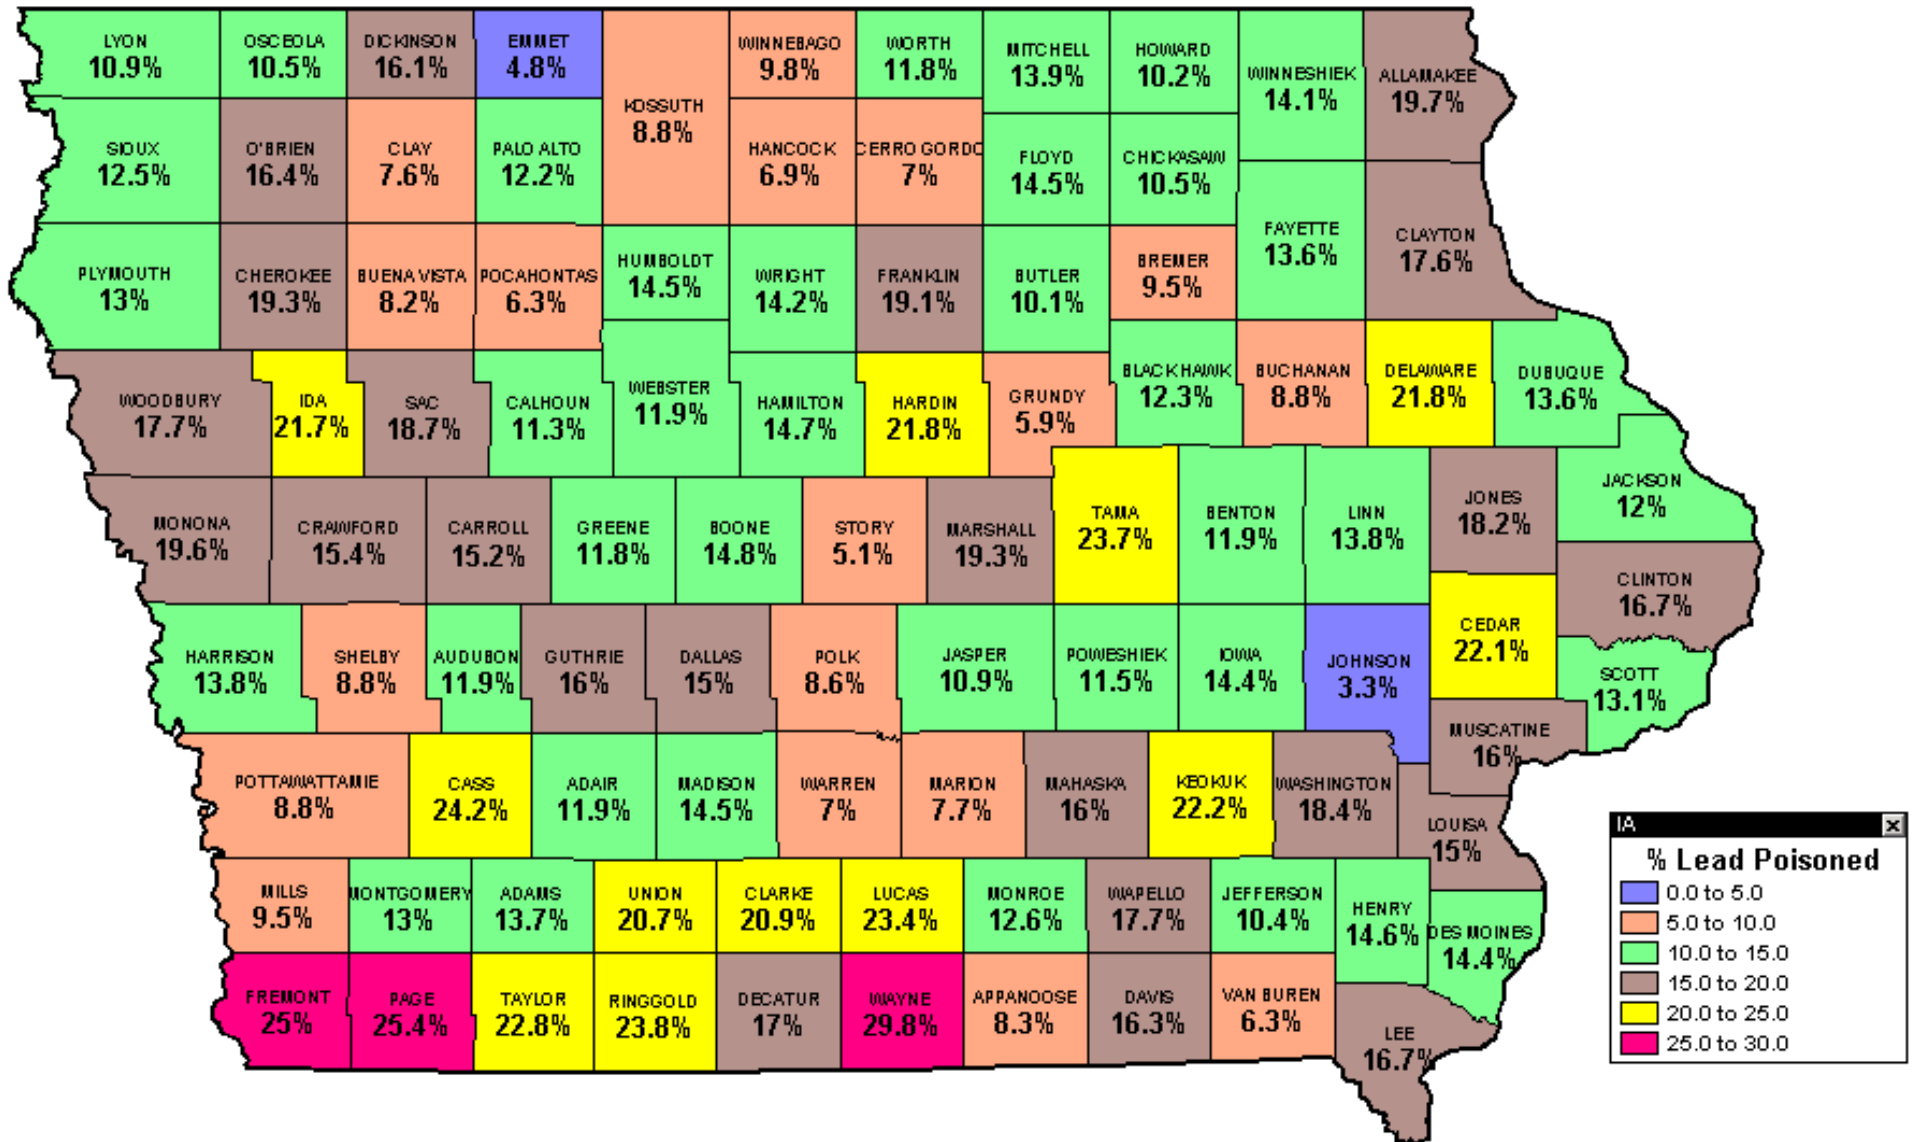 LYON
10.9%
OSCEOLA
10.5%
DICKINSON
16.1%
EMMET
4.8%
KOSSUTH
8.8%
WINNEBAGO
9.8%
WORTH
11.8%
MITCHELL
13.9%
HOWARD
10.2%
WINNESHIEK
14.1%
ALLAMAKEE
19.7%
SIOUX
12.5%
O'BRIEN
16.4%
CLAY
7.6%
PALO ALTO
12.2%
HANCOCK
6.9%
CERRO GORDO
7%
FLOYD
14.5%
CHICKASAW
10.5%
FAYETTE
13.6%
CLAYTON
17.6%
PLYMOUTH
13%
CHEROKEE
19.3%
BUENA VISTA
8.2%
POCAHONTAS
6.3%
HUMBOLDT
14.5%
WRIGHT
14.2%
FRANKLIN
19.1%
BUTLER
10.1%
BREMER
9.5%
WOODBURY
17.7%
IDA
21.7%
SAC
18.7%
CALHOUN
11.3%
WEBSTER
11.9%
HAMILTON
14.7%
HARDIN
21.8%
GRUNDY
5.9%
BLACK HAWK
12.3%
BUCHANAN
8.8%
DELAWARE
21.8%
DUBUQUE
13.6%
MONONA
19.6%
CRAWFORD
15.4%
CARROLL
15.2%
GREENE
11.8%
BOONE
14.8%
STORY
5.1%
MARSHALL
19.3%
TAMA
23.7%
BENTON
11.9%
LINN
13.8%
JONES
18.2%
JACKSON
12%
CLINTON
16.7%
HARRISON
13.8%
SHELBY
8.8%
AUDUBON
11.9%
GUTHRIE
16%
DALLAS
15%
POLK
8.6%
JASPER
10.9%
POWESHIEK
11.5%
IOWA
14.4%
JOHNSON
3.3%
CEDAR
22.1%
SCOTT
13.1%
MUSCATINE
16%
POTTAWATTAMIE
8.8%
CASS
24.2%
ADAIR
11.9%
MADISON
14.5%
WARREN
7%
MARION
7.7%
MAHASKA
16%
KEOKUK
22.2%
WASHINGTON
18.4%
LOUISA
15%
MILLS
9.5%
MONTGOMERY
13%
ADAMS
13.7%
UNION
20.7%
CLARKE
20.9%
LUCAS
23.4%
MONROE
12.6%
WAPELLO
17.7%
JEFFERSON
10.4%
HENRY
14.6%
DES MOINES
14.4%
FREMONT
25%
PAGE
25.4%
TAYLOR
22.8%
RINGGOLD
23.8%
DECATUR
17%
WAYNE
29.8%
APPANOOSE
8.3%
DAVIS
16.3%
VAN BUREN
6.3%
LEE
16.7%
IA
% Lead Poisoned
0.0 to 5.0
5.0 to 10.0
10.0 to 15.0
15.0 to 20.0
20.0 to 25.0
25.0 to 30.0